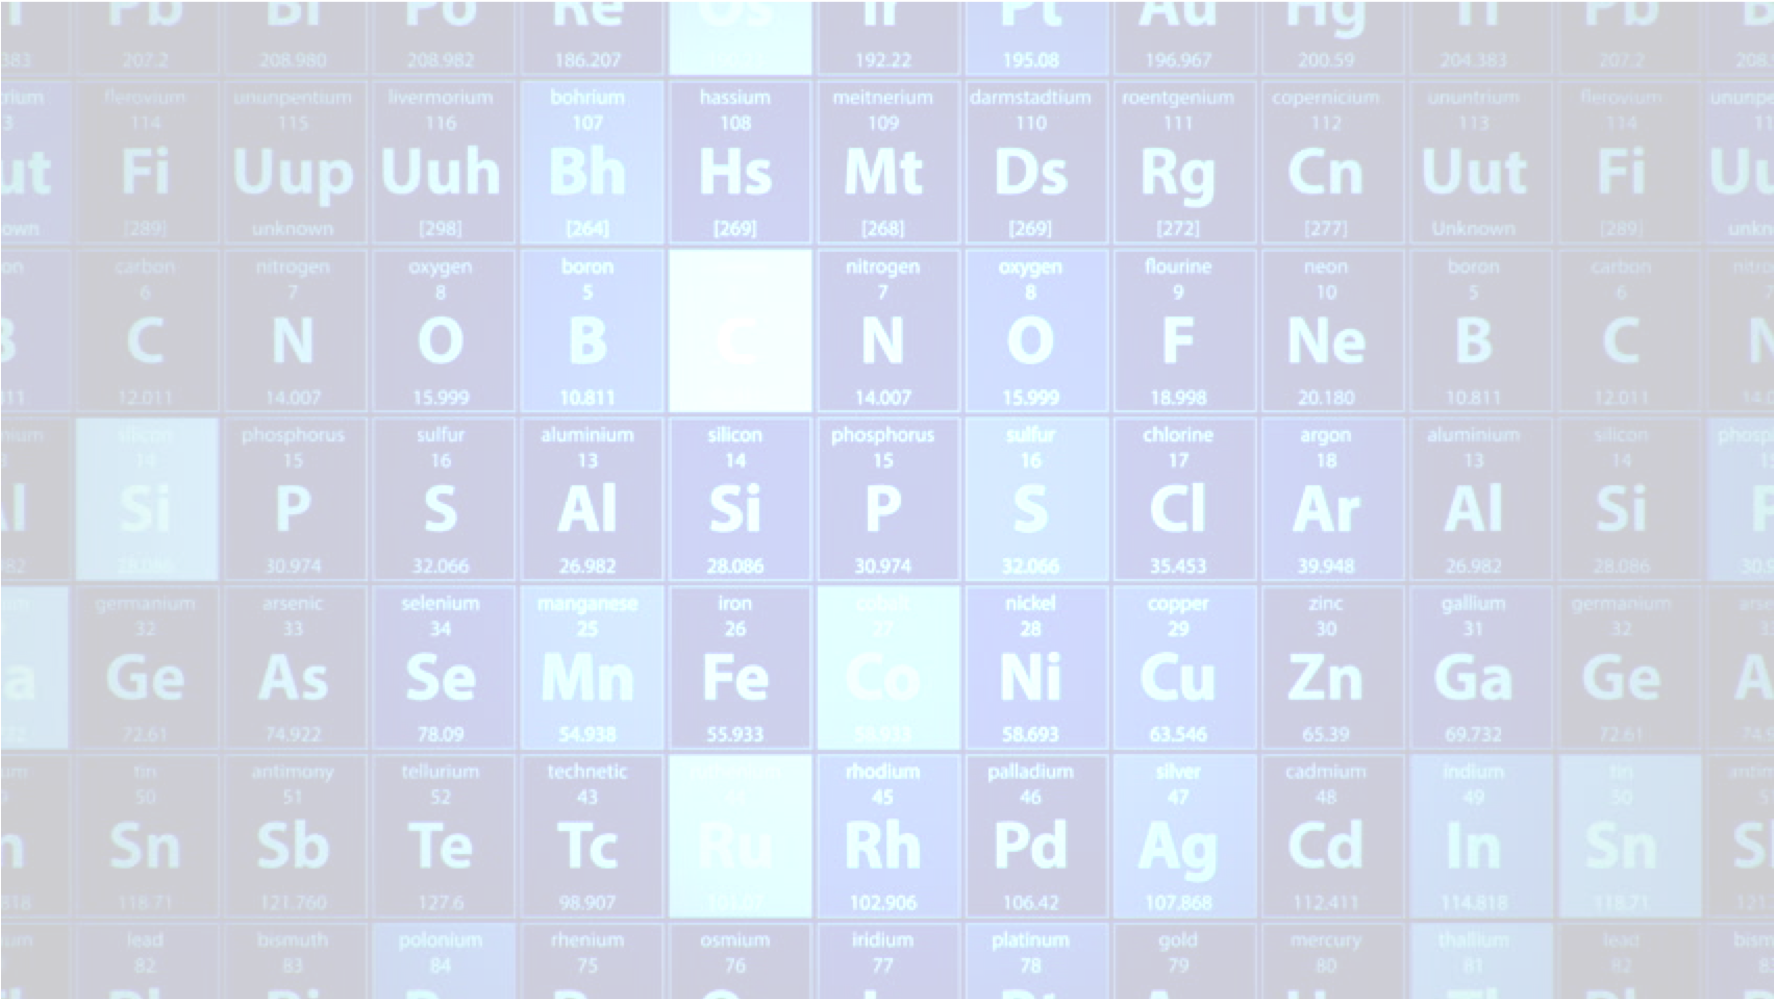 Pb Bi Po Re Os Ir Pt Au Hg Tl Pb B
383 207.2 208.980 208.982 186.207 192.22 195.08 196.967 200.59 204.383 207.2 208.
trium flerovium ununpentium livermorium bohrium hassium meitnerium darmstadtium roentgenium copernicium ununtrium flerovium ununpe
3 114 115 116 107 108 109 110 111 112 113 114 11
ut Fi Uup Uuh Bh Hs Mt Ds Rg Cn Uut Fi Uu
own [289] unknown [298] [264] [269] [268] [269] [272] [277] Unknown [289] unkn
on carbon nitrogen oxygen boron nitrogen oxygen flourine neon boron carbon nitro
6 7 8 5 7 8 9 10 5 6 7
B C N O B C N O F Ne B C N
811 12.011 14.007 15.999 10.811 14.007 15.999 18.998 20.180 10.811 12.011 14.0
nium silicon phosphorus sulfur aluminium silicon phosphorus sulfur chlorine argon aluminium silicon phosp
3 14 15 16 13 14 15 16 17 18 13 14 15
Al Si P S Al Si P S Cl Ar Al Si P
982 28.086 30.974 32.066 26.982 28.086 30.974 32.066 35.453 39.948 26.982 28.086 30.9
um germanium arsenic selenium manganese iron cobalt nickel copper zinc gallium germanium arse
32 33 34 25 26 27 28 29 30 31 32 33
a Ge As Se Mn Fe Co Ni Cu Zn Ga Ge A
732 72.61 74.922 78.09 54.938 55.933 58.933 58.693 63.546 65.39 69.732 72.61 74.9
um tin antimony tellurium technetic rhodium palladium silver cadmium indium tin antim
9 50 51 52 43 44 45 46 47 48 49 50 5
n Sn Sb Te Tc Ru Rh Pd Ag Cd In Sn Sb
818 118.71 121.760 127.6 98.907 101.07 102.906 106.42 107.868 112.411 114.818 118.71 121.
um lead bismuth polonium rhenium osmium iridium platinum gold mercury thallium lead bism
82 83 84 75 76 77 78 79 80 81 82 83